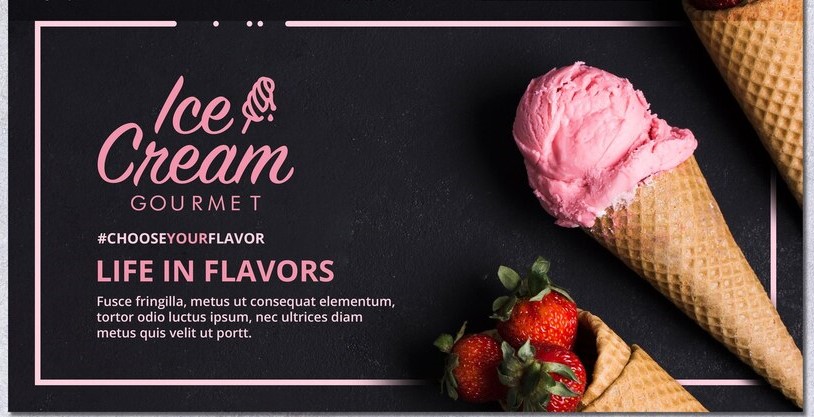 Ice
Cream
GOURMET
#CHOOSEYOURFLAVOR
LIFE IN FLAVORS
Fusce fringilla, metus ut consequat elementum,
tortor odio luctus ipsum, nec ultrices diam
metus quis velit ut portt.